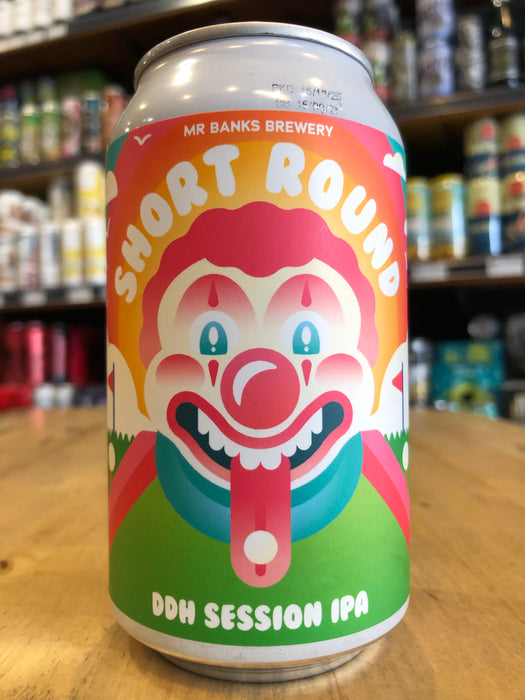 MR BANKS BREWERY
SHORT ROUND
DDH SESSION IPA